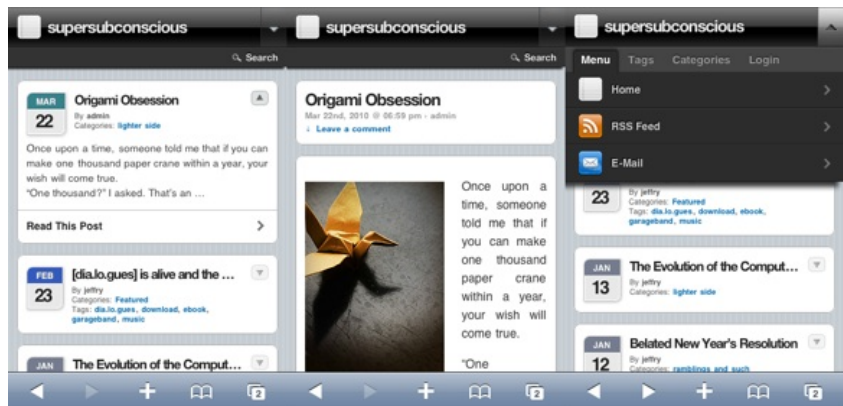 supersubconscious
Search
MAR
22
Origami Obsession
By admin
Categories: lighter side
Once upon a time, someone told me that if you can
make one thousand paper crane within a year, your
wish will come true.
"One thousand?" I asked. That's an ...
Read This Post
FEB
23
[dia.lo.gues] is alive and the ...
By jeffry
Categories: Featured
Tags: dia.lo.gues, download, ebook,
garageband, music
JAN
The Evolution of the Comput...
2
supersubconscious
Search
Origami Obsession
Mar 22nd, 2010 @ 06:59 pm › admin
↓ Leave a comment
Once upon a
time, someone
told me that if
you can make
one thousand
paper crane
within a year,
your wish will
come true.
"One
2
supersubconscious
Menu Tags Categories Login
Home
RSS Feed
E-Mail
23
By jeffry
Categories: Featured
Tags: dia.lo.gues, download, ebook,
garageband, music
JAN
13
The Evolution of the Comput...
By jeffry
Categories: lighter side
JAN
12
Belated New Year's Resolution
By jeffry
Categories: ramblings and such
2